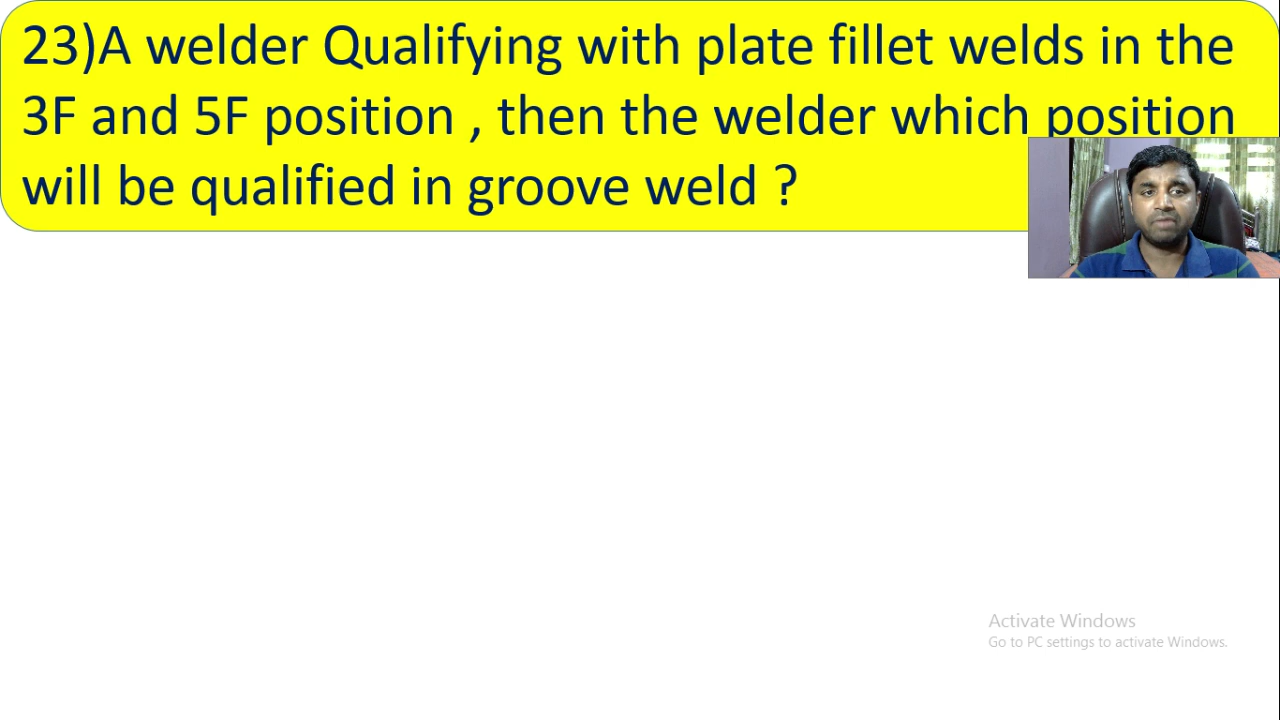 23)A welder Qualifying with plate fillet welds in the
3F and 5F position , then the welder which position
will be qualified in groove weld ?
Activate Windows
Go to PC settings to activate Windows.